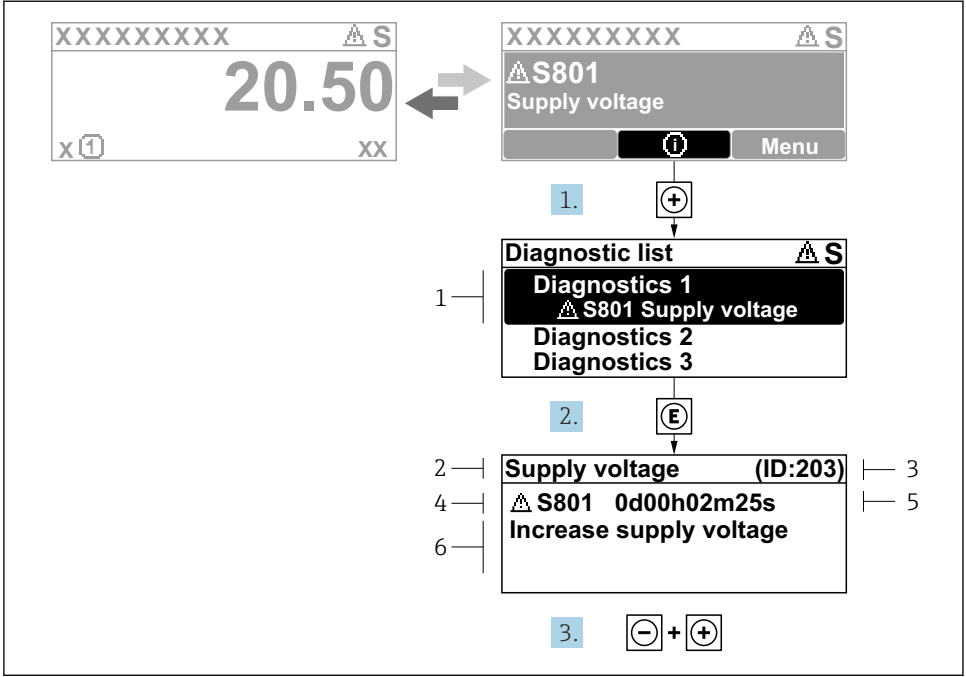 XXXXXXXXX ⚠ S
20.50
x ① xx
XXXXXXXXX ⚠ S
⚠ S801
Supply voltage
ⓘ Menu
1. +
Diagnostic list ⚠ S
1
Diagnostics 1
⚠ S801 Supply voltage
Diagnostics 2
Diagnostics 3
2. E
2 Supply voltage (ID:203) 3
4 ⚠ S801 0d00h02m25s 5
6 Increase supply voltage
3. - + +